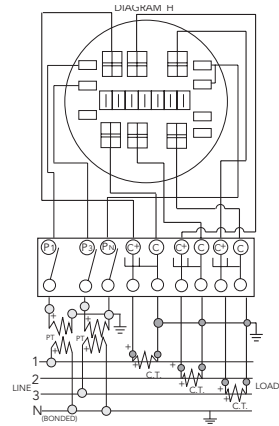 DIAGRAM H
P1 P3 PN C+ C C+ C C+ C
+ +
PT PT
1
+ C.T.
2
LINE + C.T. LOAD
3
+ C.T.
N
(BONDED)